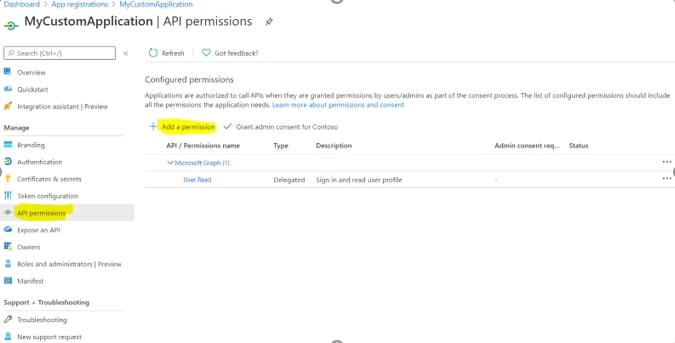 Dashboard > App registrations > MyCustomApplication
MyCustomApplication | API permissions
Search (Ctrl+/)
«
Overview
Quickstart
Integration assistant | Preview
Manage
Branding
Authentication
Certificates & secrets
Token configuration
API permissions
Expose an API
Owners
Roles and administrators | Preview
Manifest
Support + Troubleshooting
Troubleshooting
New support request
Refresh
Got feedback?
Configured permissions
Applications are authorized to call APIs when they are granted permissions by users/admins as part of the consent process. The list of configured permissions should include
all the permissions the application needs. Learn more about permissions and consent
+ Add a permission ✓ Grant admin consent for Contoso
API / Permissions name Type Description Admin consent req... Status
Microsoft Graph (1) ...
User.Read Delegated Sign in and read user profile - ...